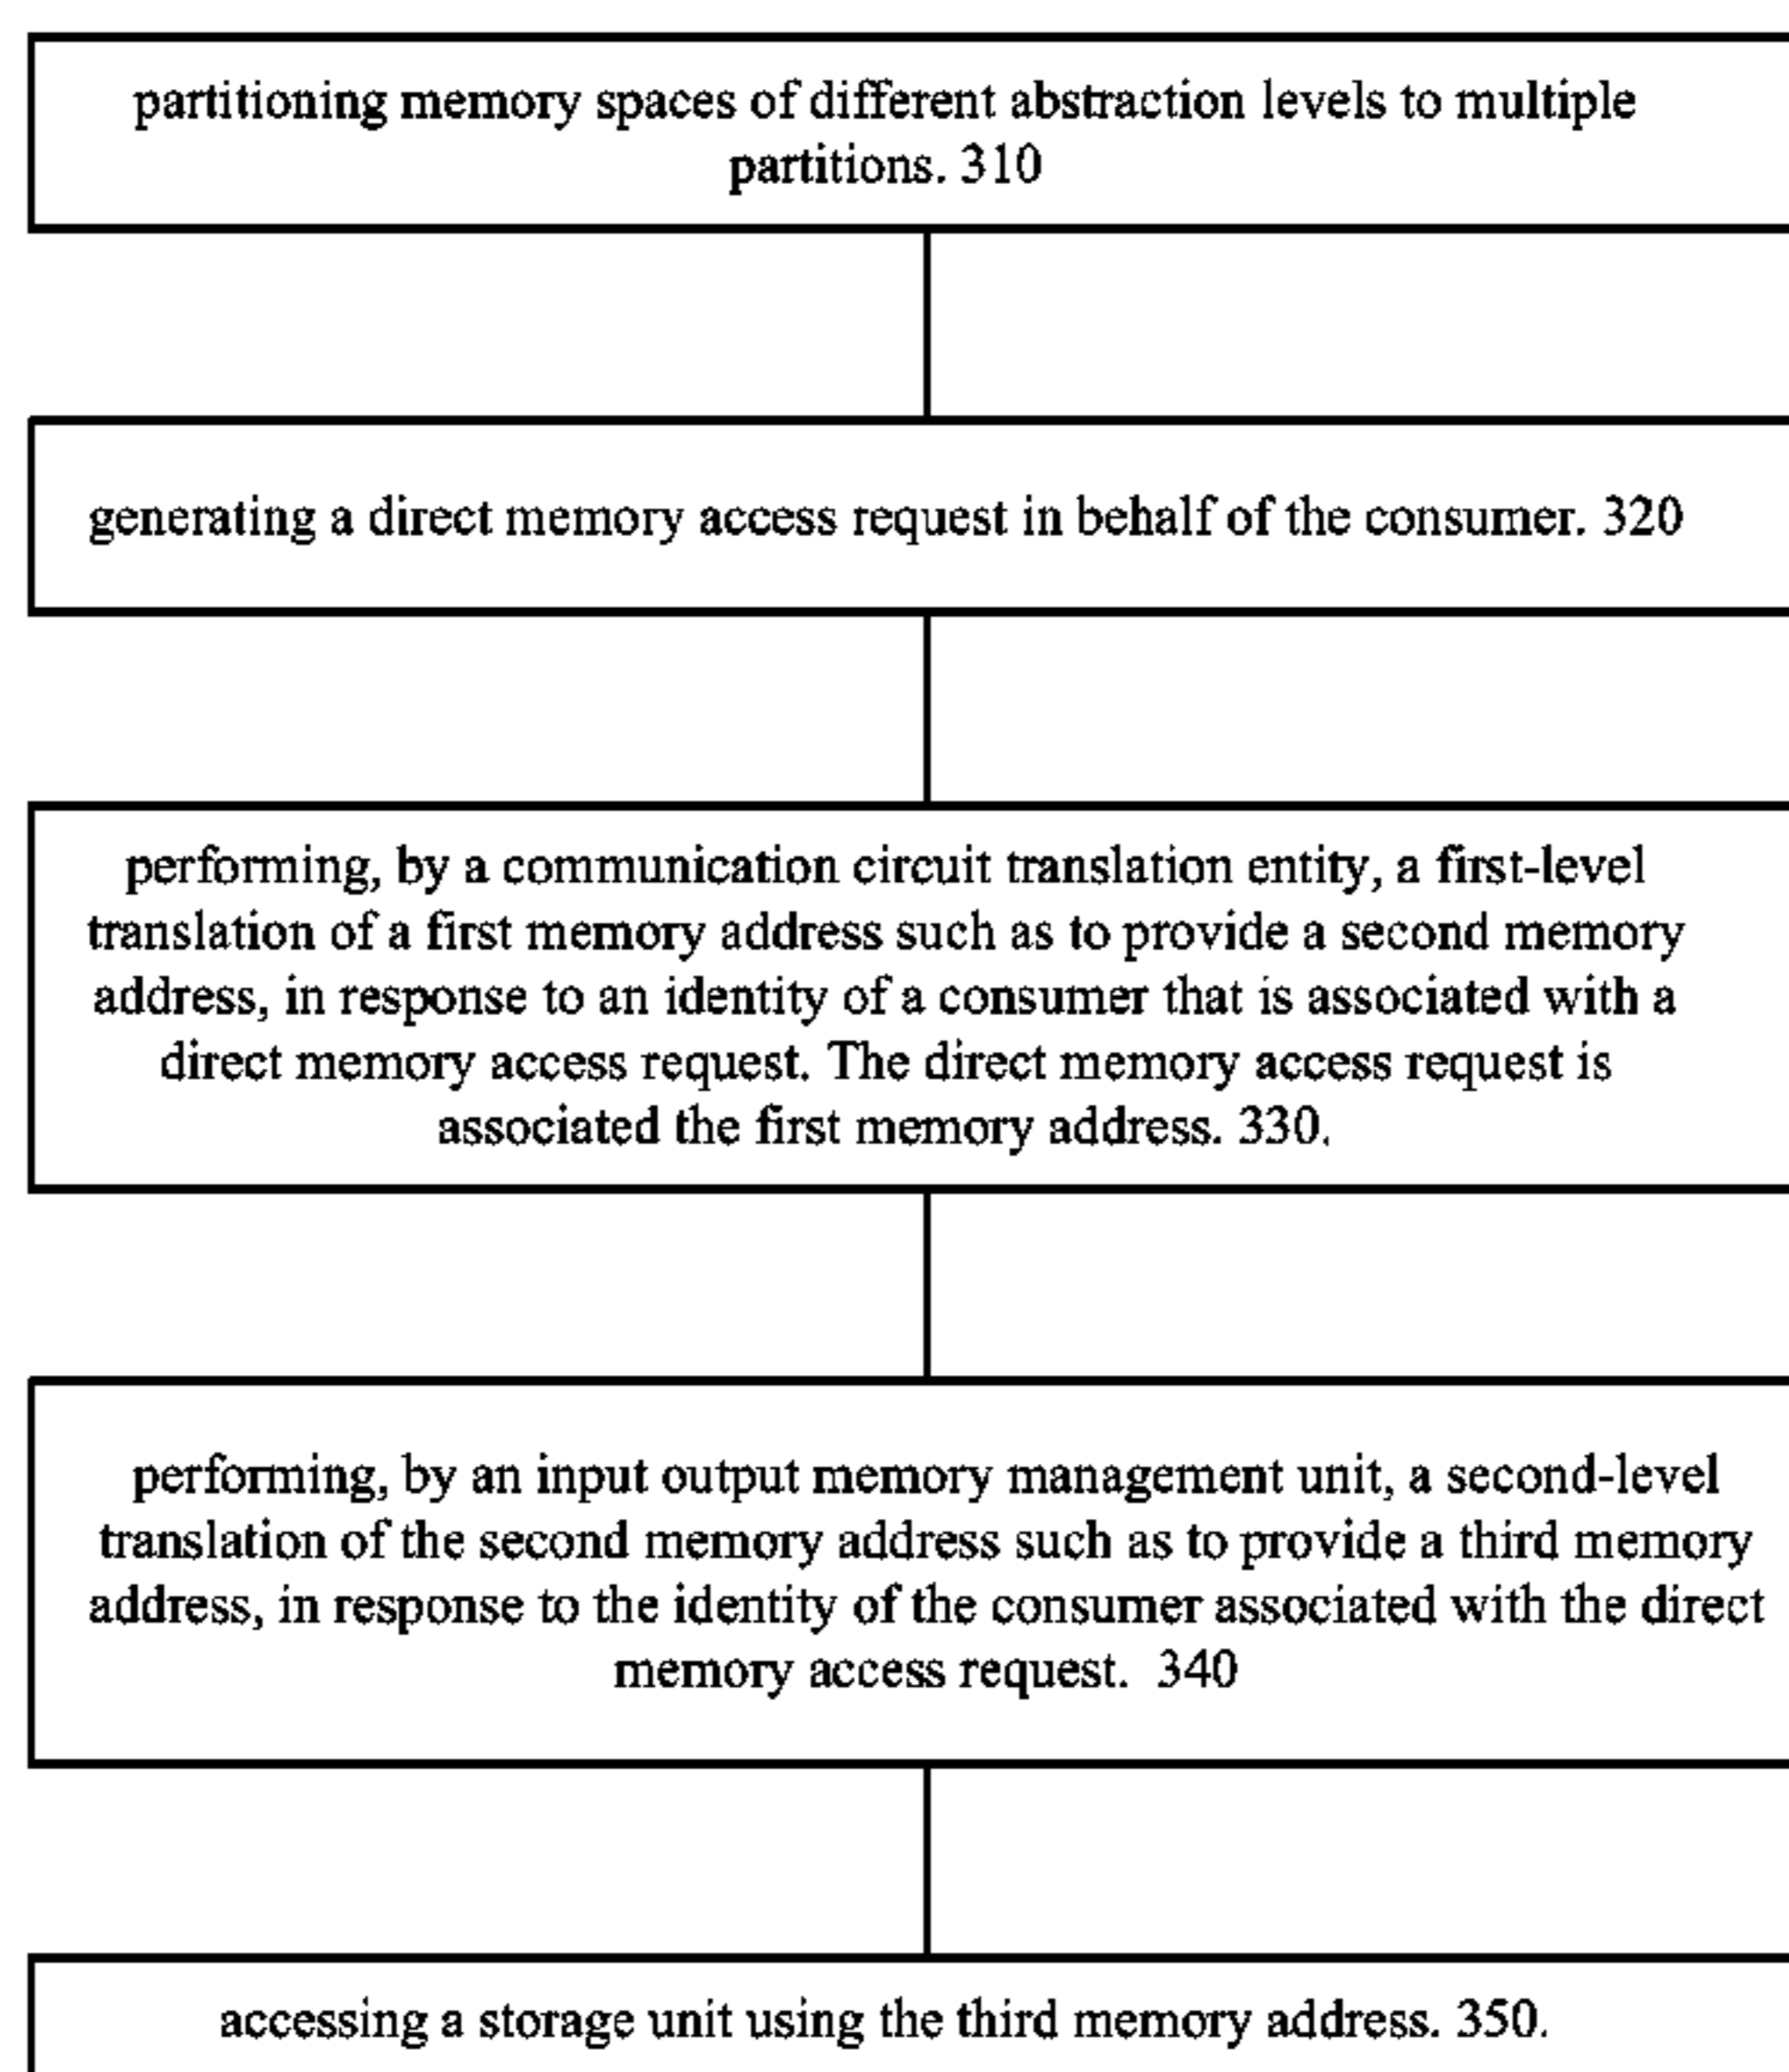 partitioning memory spaces of different abstraction levels to multiple
partitions. 310
generating a direct memory access request in behalf of the consumer. 320
performing, by a communication circuit translation entity, a first-level
translation of a first memory address such as to provide a second memory
address, in response to an identity of a consumer that is associated with a
direct memory access request. The direct memory access request is
associated the first memory address. 330.
performing, by an input output memory management unit, a second-level
translation of the second memory address such as to provide a third memory
address, in response to the identity of the consumer associated with the direct
memory access request. 340
accessing a storage unit using the third memory address. 350.